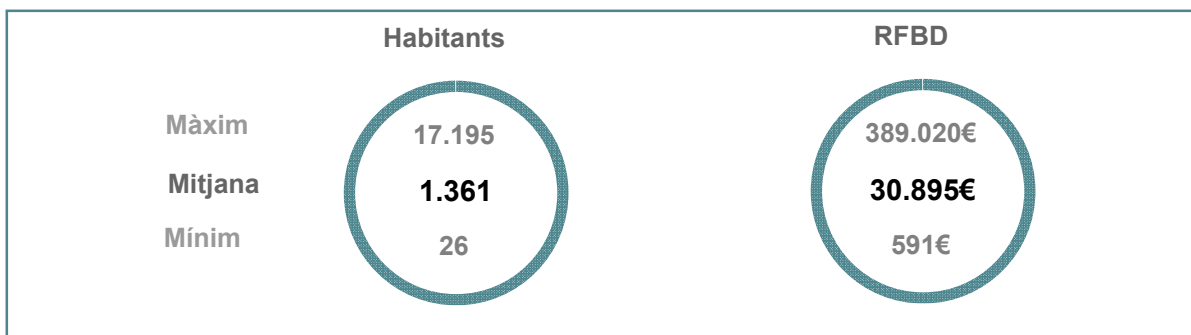 Habitants RFBD
Màxim 17.195 389.020€
Mitjana 1.361 30.895€
Mínim 26 591€